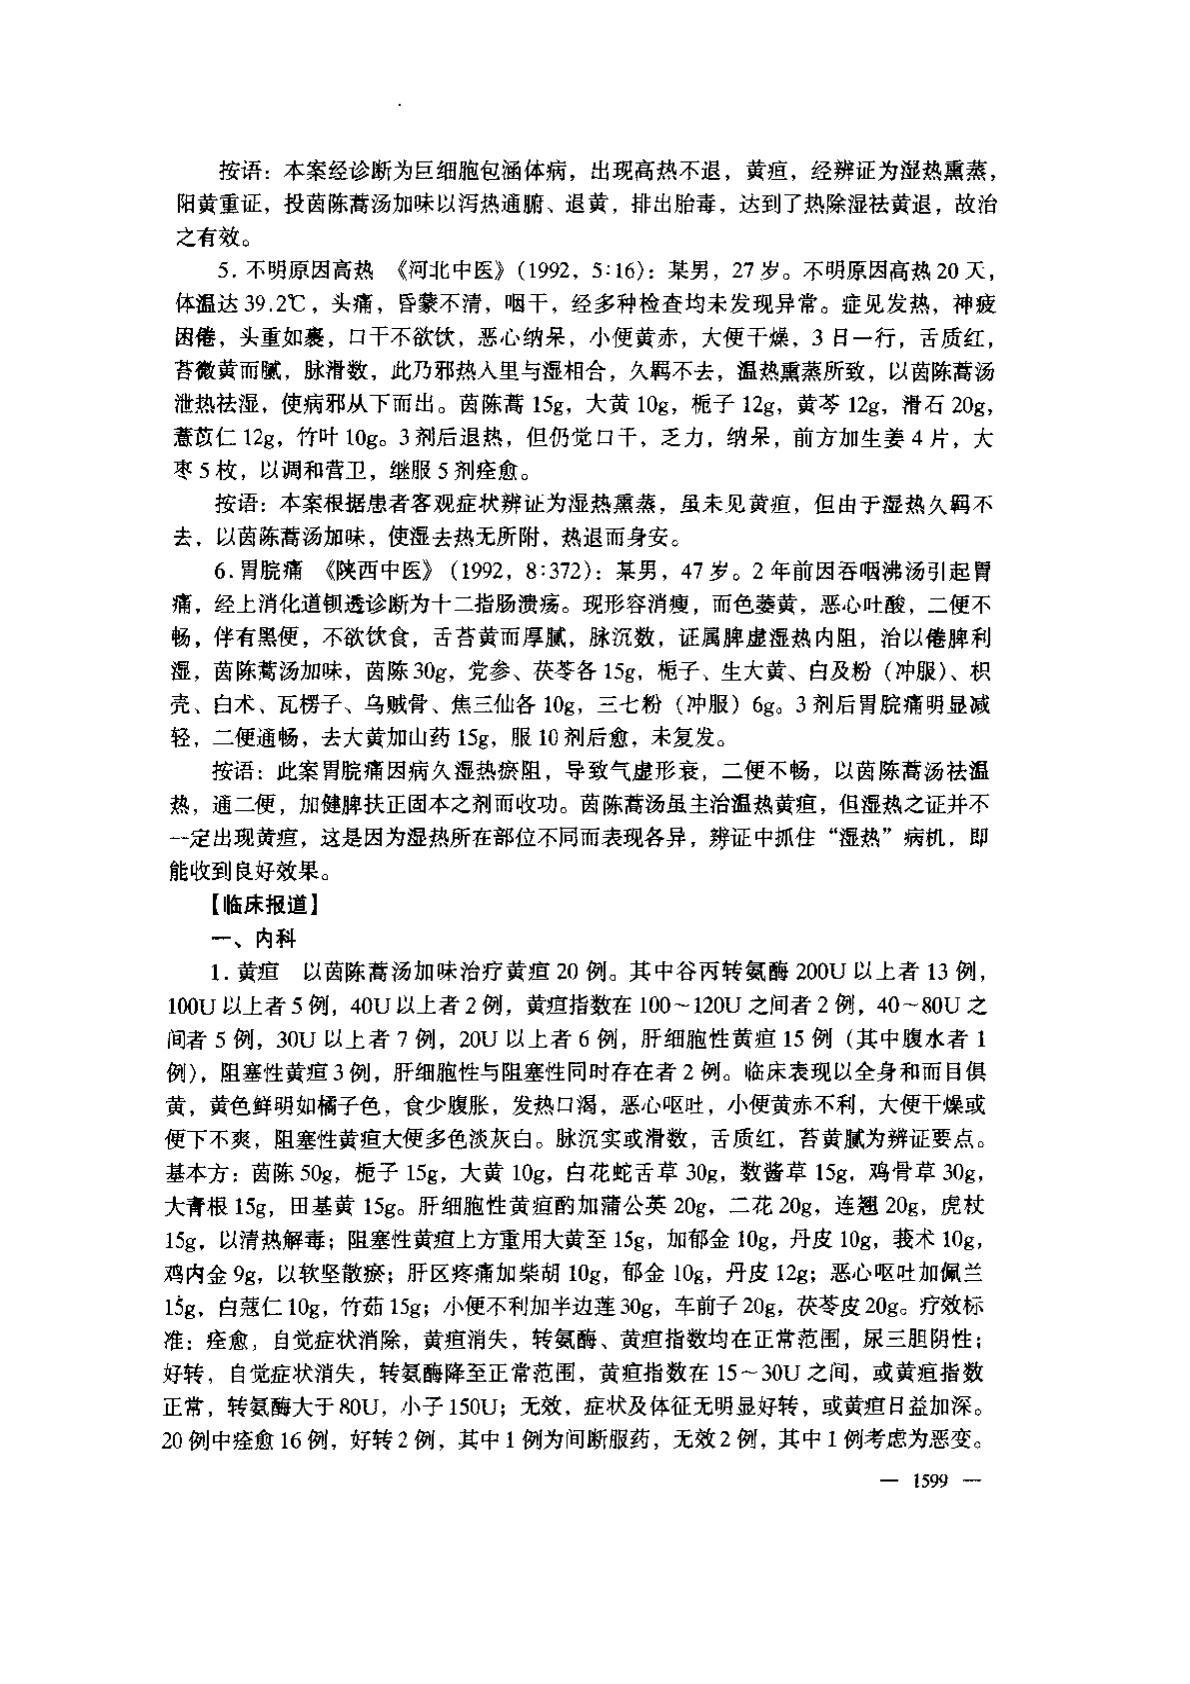 按语：本案经诊断为巨细胞包涵体病，出现高热不退，黄疸，经辨证为湿热熏蒸，
阳黄重证，投茵陈蒿汤加味以泻热通腑、退黄，排出胎毒，达到了热除湿祛黄退，故治
之有效。
5. 不明原因高热 《河北中医》（1992，5:16）：某男，27岁。不明原因高热20天，
体温达39.2℃，头痛，昏蒙不清，咽干，经多种检查均未发现异常。症见发热，神疲
困倦，头重如裹，口干不欲饮，恶心纳呆，小便黄赤，大便干燥，3日一行，舌质红，
苔微黄而腻，脉滑数，此乃邪热入里与湿相合，久羁不去，温热熏蒸所致，以茵陈蒿汤
泄热祛湿，使病邪从下而出。茵陈蒿15g，大黄10g，栀子12g，黄芩12g，滑石20g，
薏苡仁12g，竹叶10g。3剂后退热，但仍觉口干，乏力，纳呆，前方加生姜4片，大
枣5枚，以调和营卫，继服5剂痊愈。
按语：本案根据患者客观症状辨证为湿热熏蒸，虽未见黄疸，但由于湿热久羁不
去，以茵陈蒿汤加味，使湿去热无所附，热退而身安。
6. 胃脘痛 《陕西中医》（1992，8:372）：某男，47岁。2年前因吞咽沸汤引起胃
痛，经上消化道钡透诊断为十二指肠溃疡。现形容消瘦，而色萎黄，恶心吐酸，二便不
畅，伴有黑便，不欲饮食，舌苔黄而厚腻，脉沉数，证属脾虚湿热内阻，治以倦脾利
湿，茵陈蒿汤加味，茵陈30g，党参、茯苓各15g，栀子、生大黄、白及粉（冲服）、枳
壳、白术、瓦楞子、乌贼骨、焦三仙各10g，三七粉（冲服）6g。3剂后胃脘痛明显减
轻，二便通畅，去大黄加山药15g，服10剂后愈，未复发。
按语：此案胃脘痛因病久湿热瘀阻，导致气虚形衰，二便不畅，以茵陈蒿汤祛温
热，通二便，加健脾扶正固本之剂而收功。茵陈蒿汤虽主治温热黄疸，但湿热之证并不
一定出现黄疸，这是因为湿热所在部位不同而表现各异，辨证中抓住“湿热”病机，即
能收到良好效果。
【临床报道】
一、内科
1. 黄疸 以茵陈蒿汤加味治疗黄疸20例。其中谷丙转氨酶200U以上者13例，
100U以上者5例，40U以上者2例，黄疸指数在100～120U之间者2例，40～80U之
间者5例，30U以上者7例，20U以上者6例，肝细胞性黄疸15例（其中腹水者1
例），阻塞性黄疸3例，肝细胞性与阻塞性同时存在者2例。临床表现以全身和而目俱
黄，黄色鲜明如橘子色，食少腹胀，发热口渴，恶心呕吐，小便黄赤不利，大便干燥或
便下不爽，阻塞性黄疸大便多色淡灰白。脉沉实或滑数，舌质红，苔黄腻为辨证要点。
基本方：茵陈50g，栀子15g，大黄10g，白花蛇舌草30g，数酱草15g，鸡骨草30g，
大青根15g，田基黄15g。肝细胞性黄疸酌加蒲公英20g，二花20g，连翘20g，虎杖
15g，以清热解毒；阻塞性黄疸上方重用大黄至15g，加郁金10g，丹皮10g，莪术10g，
鸡内金9g，以软坚散瘀；肝区疼痛加柴胡10g，郁金10g，丹皮12g；恶心呕吐加佩兰
15g，白蔻仁10g，竹茹15g；小便不利加半边莲30g，车前子20g，茯苓皮20g。疗效标
准：痊愈，自觉症状消除，黄疸消失，转氨酶、黄疸指数均在正常范围，尿三胆阴性；
好转，自觉症状消失，转氨酶降至正常范围，黄疸指数在15～30U之间，或黄疸指数
正常，转氨酶大于80U，小子150U；无效，症状及体征无明显好转，或黄疸日益加深。
20例中痊愈16例，好转2例，其中1例为间断服药，无效2例，其中1例考虑为恶变。
— 1599 —